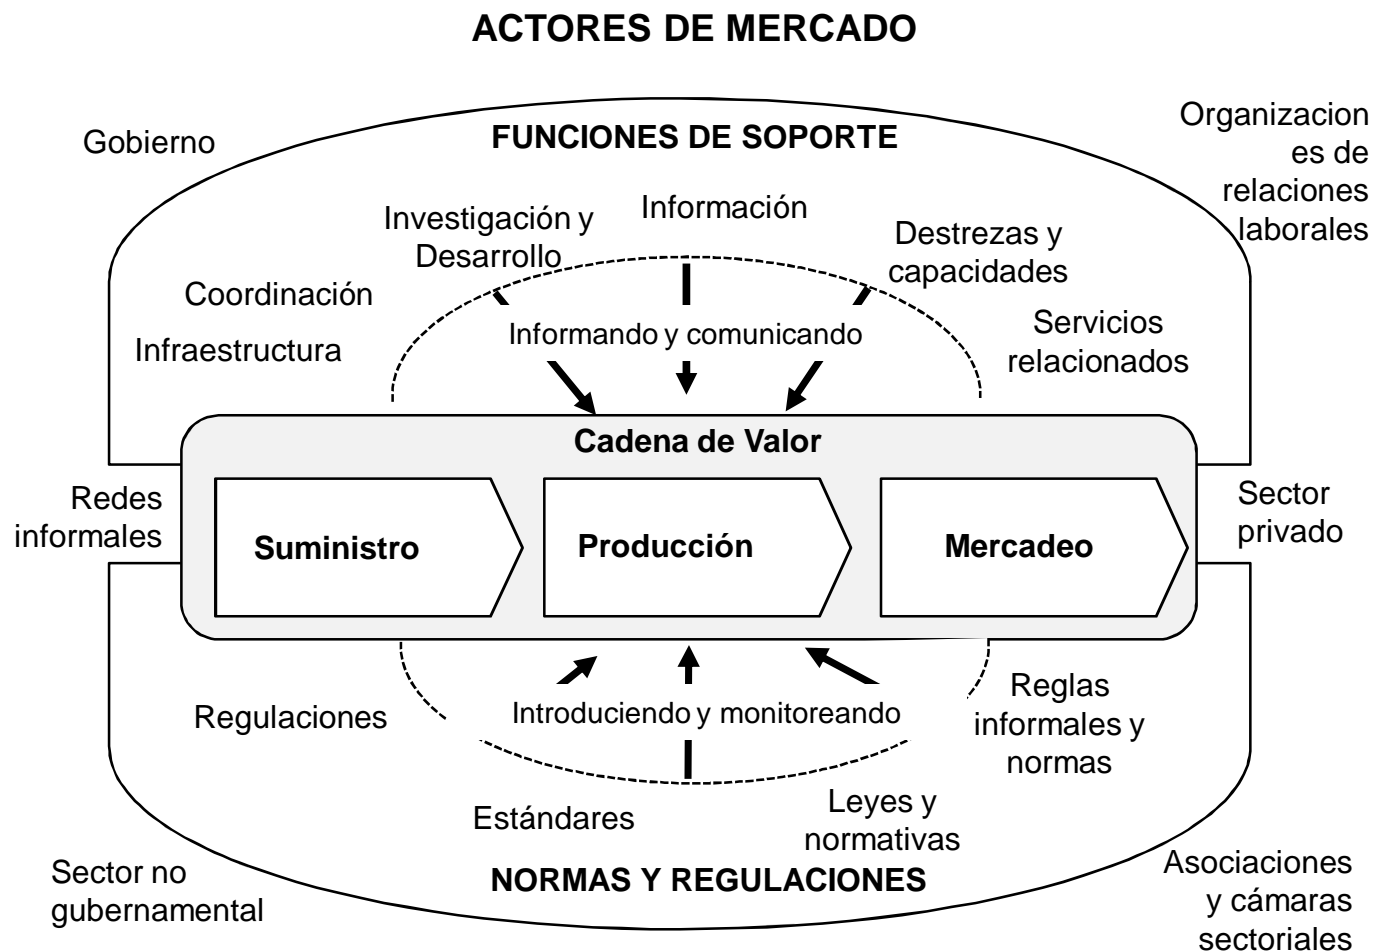 ACTORES DE MERCADO
Gobierno
FUNCIONES DE SOPORTE
Organizacion
es de
relaciones
laborales
Investigación y
Desarrollo
Información
Destrezas y
capacidades
Coordinación
Infraestructura
Informando y comunicando
Servicios
relacionados
Cadena de Valor
Redes
informales
Suministro
Producción
Mercadeo
Sector
privado
Regulaciones
Introduciendo y monitoreando
Reglas
informales y
normas
Estándares
Leyes y
normativas
Sector no
gubernamental
NORMAS Y REGULACIONES
Asociaciones
y cámaras
sectoriales